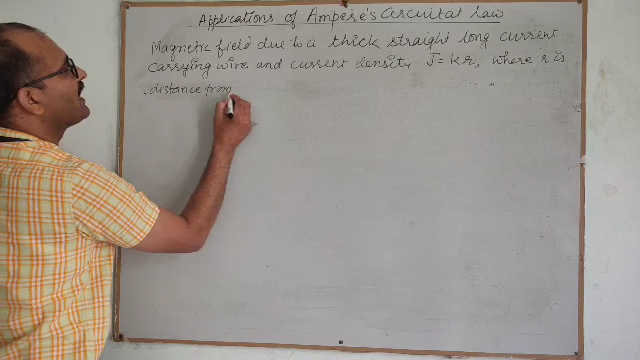 Applications of Ampere's Circuital Law
Magnetic field due to a thick straight long current
carrying wire and current density J = kr, where r is
distance from